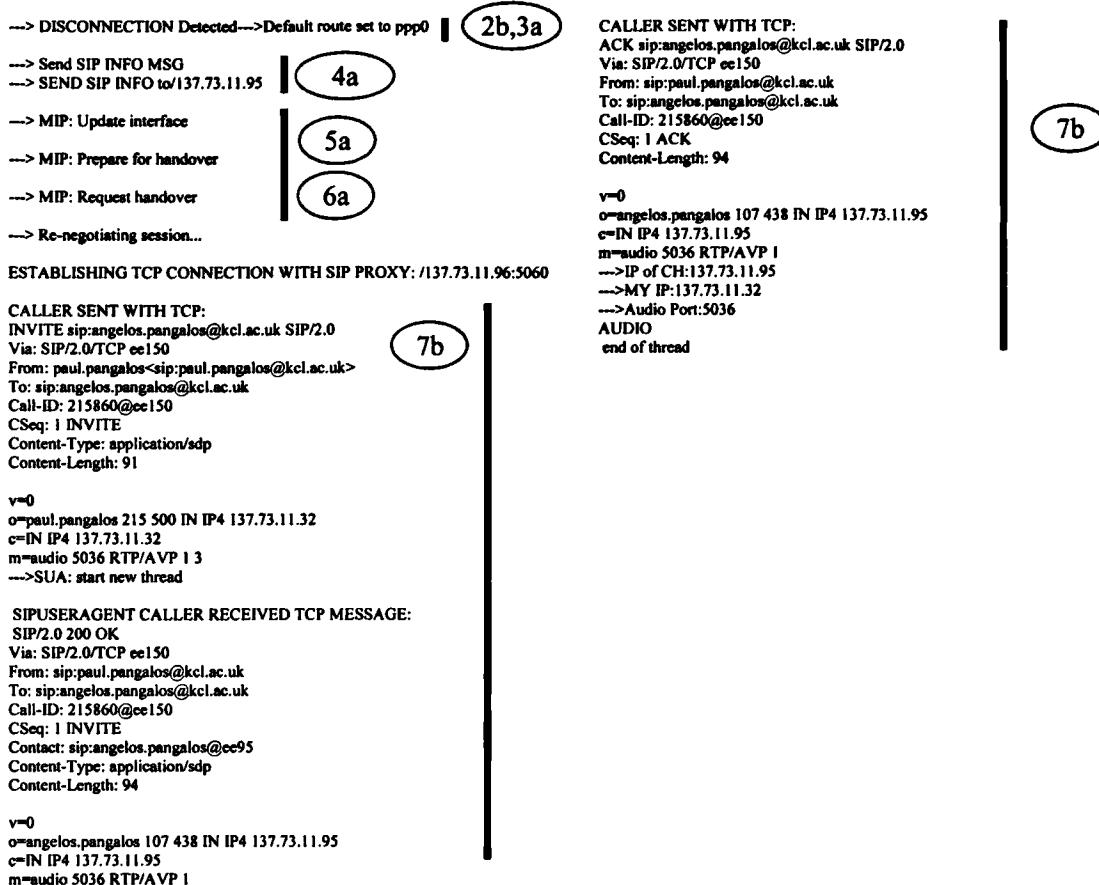 ---> DISCONNECTION Detected--->Default route set to ppp0
2b,3a
---> Send SIP INFO MSG
---> SEND SIP INFO to/137.73.11.95
4a
---> MIP: Update interface
5a
---> MIP: Prepare for handover
---> MIP: Request handover
6a
---> Re-negotiating session...
ESTABLISHING TCP CONNECTION WITH SIP PROXY: /137.73.11.96:5060
CALLER SENT WITH TCP:
INVITE sip:angelos.pangalos@kcl.ac.uk SIP/2.0
7b
Via: SIP/2.0/TCP ee150
From: paul.pangalos<sip:paul.pangalos@kcl.ac.uk>
To: sip:angelos.pangalos@kcl.ac.uk
Call-ID: 215860@ee150
CSeq: 1 INVITE
Content-Type: application/sdp
Content-Length: 91
v=0
o=paul.pangalos 215 500 IN IP4 137.73.11.32
c=IN IP4 137.73.11.32
m=audio 5036 RTP/AVP 1 3
--->SUA: start new thread
SIPUSERAGENT CALLER RECEIVED TCP MESSAGE:
SIP/2.0 200 OK
Via: SIP/2.0/TCP ee150
From: sip:paul.pangalos@kcl.ac.uk
To: sip:angelos.pangalos@kcl.ac.uk
Call-ID: 215860@ee150
CSeq: 1 INVITE
Contact: sip:angelos.pangalos@ee95
Content-Type: application/sdp
Content-Length: 94
v=0
o=angelos.pangalos 107 438 IN IP4 137.73.11.95
c=IN IP4 137.73.11.95
m=audio 5036 RTP/AVP 1
CALLER SENT WITH TCP:
ACK sip:angelos.pangalos@kcl.ac.uk SIP/2.0
Via: SIP/2.0/TCP ee150
From: sip:paul.pangalos@kcl.ac.uk
To: sip:angelos.pangalos@kcl.ac.uk
Call-ID: 215860@ee150
7b
CSeq: 1 ACK
Content-Length: 94
v=0
o=angelos.pangalos 107 438 IN IP4 137.73.11.95
c=IN IP4 137.73.11.95
m=audio 5036 RTP/AVP 1
--->IP of CH:137.73.11.95
--->MY IP:137.73.11.32
--->Audio Port:5036
AUDIO
end of thread